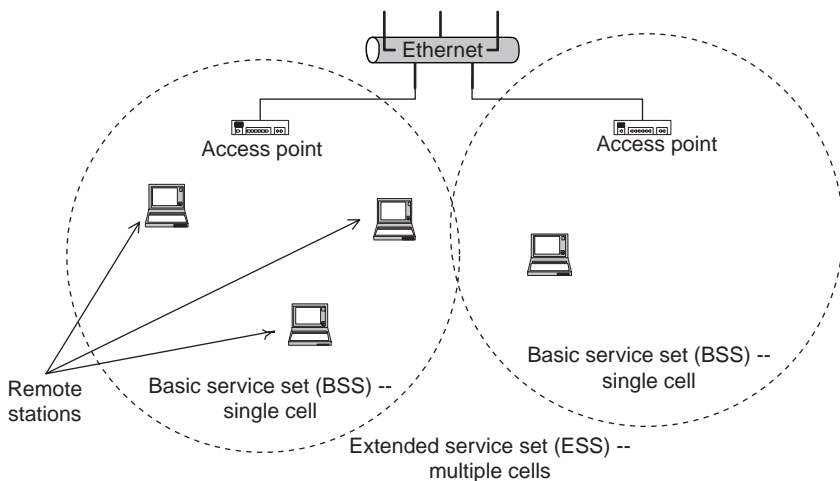 Ethernet
Access point
Access point
Remote
stations
Basic service set (BSS) --
single cell
Basic service set (BSS) --
single cell
Extended service set (ESS) --
multiple cells